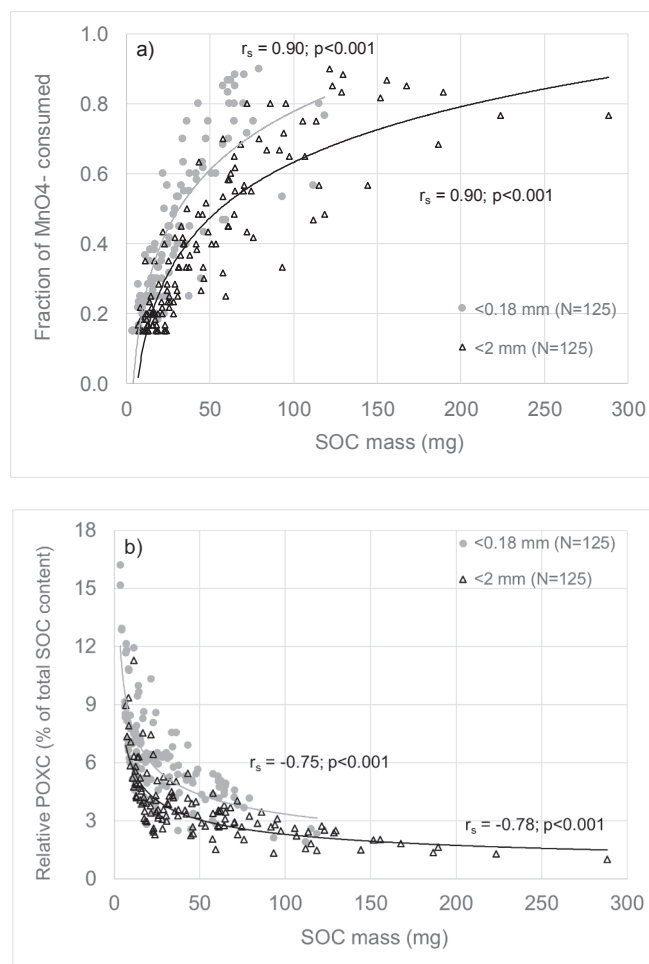 a)
r_s = 0.90; p<0.001
1.0
0.8
0.6
0.4
0.2
0.0
Fraction of MnO4- consumed
r_s = 0.90; p<0.001
<0.18 mm (N=125)
<2 mm (N=125)
0 50 100 150 200 250 300
SOC mass (mg)
b)
18
15
12
9
6
3
0
Relative POXC (% of total SOC content)
<0.18 mm (N=125)
<2 mm (N=125)
r_s = -0.75; p<0.001
r_s = -0.78; p<0.001
0 50 100 150 200 250 300
SOC mass (mg)